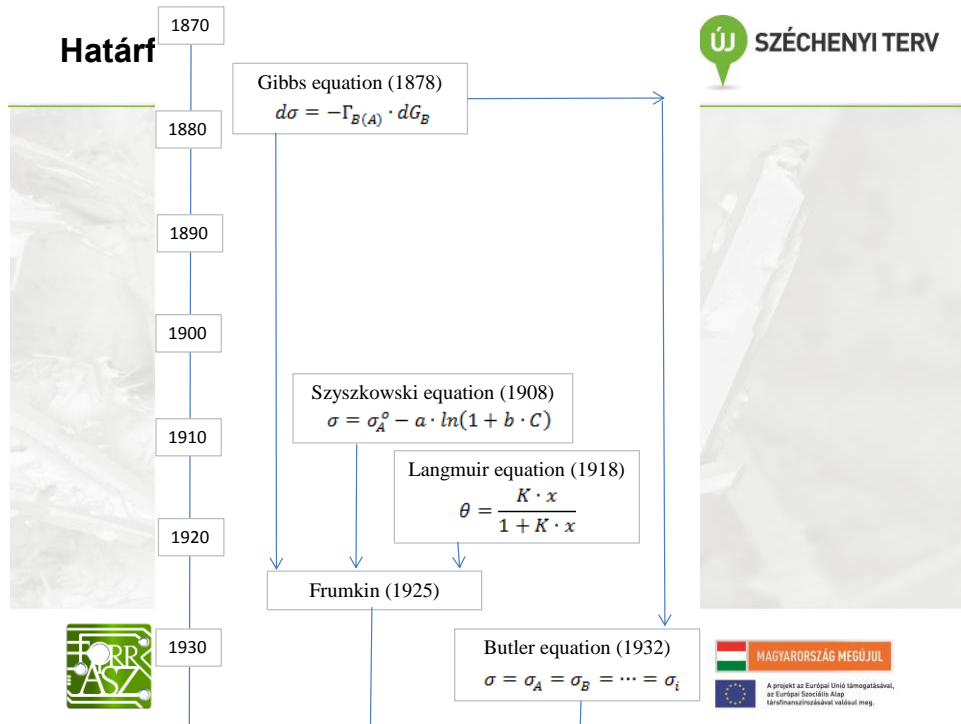 1870
Határf
ÚJ SZÉCHENYI TERV
Gibbs equation (1878)
dσ = −Γ_B(A) · dG_B
1880
1890
1900
Szyszkowski equation (1908)
σ = σ_A^o − a · ln(1 + b · C)
1910
Langmuir equation (1918)
θ = K · x / 1 + K · x
1920
Frumkin (1925)
1930
Butler equation (1932)
σ = σ_A = σ_B = ⋯ = σ_i
FORR
ÁSZ
MAGYARORSZÁG MEGÚJUL
A projekt az Európai Unió támogatásával,
az Európai Szociális Alap
társfinanszírozásával valósul meg.